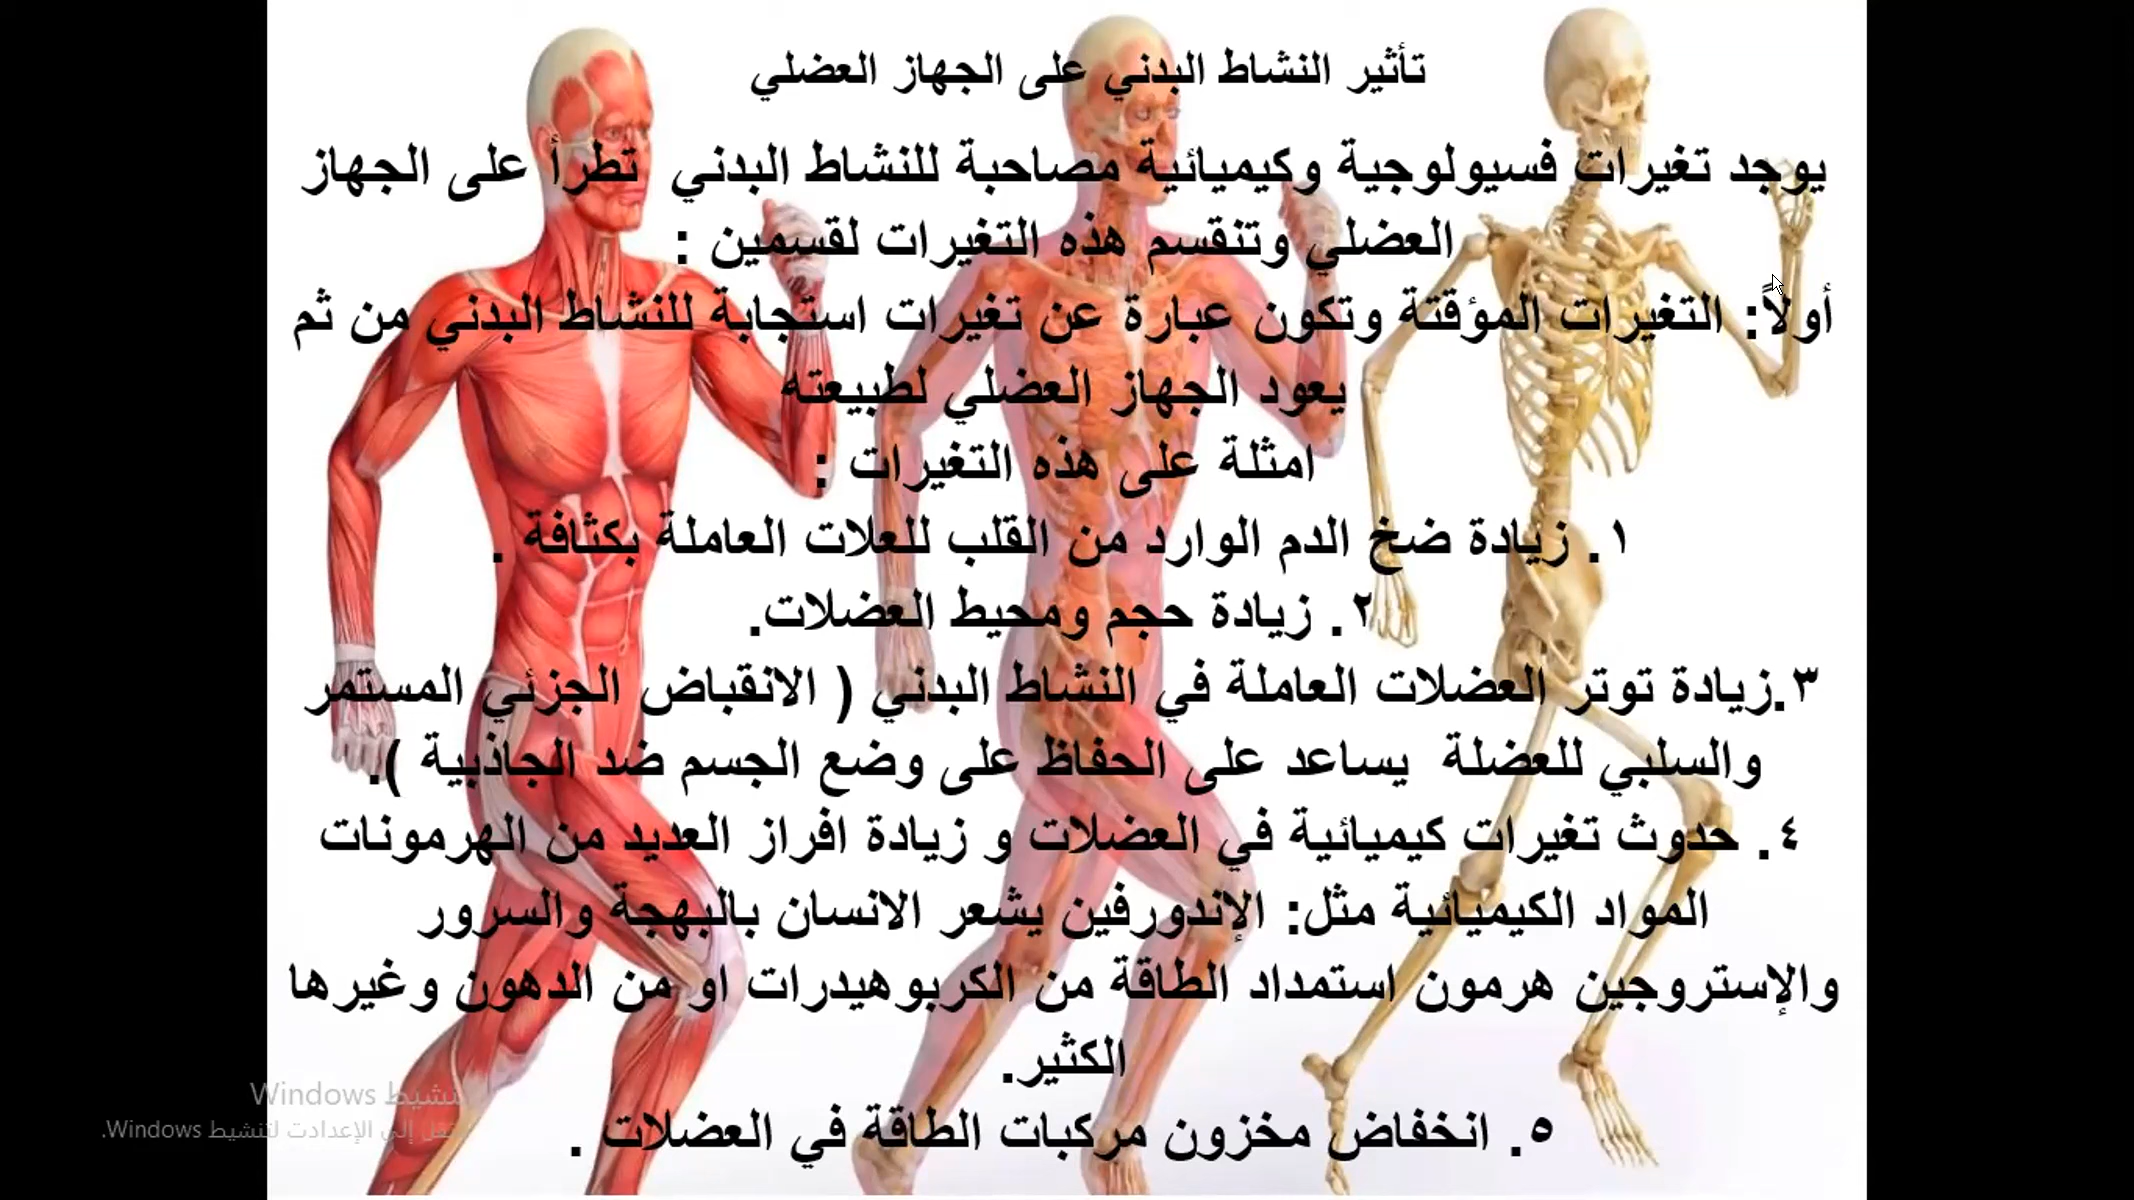 تأثير النشاط البدني على الجهاز العضلي
يوجد تغيرات فسيولوجية وكيميائية مصاحبة للنشاط البدني تطرأ على الجهاز
العضلي وتنقسم هذه التغيرات لقسمين :
أولاً: التغيرات المؤقتة وتكون عبارة عن تغيرات استجابة للنشاط البدني من ثم
يعود الجهاز العضلي لطبيعته
امثلة على هذه التغيرات :
١. زيادة ضخ الدم الوارد من القلب للعلات العاملة بكثافة .
٢. زيادة حجم ومحيط العضلات.
٣.زيادة توتر العضلات العاملة في النشاط البدني ( الانقباض الجزئي المستمر
والسلبي للعضلة يساعد على الحفاظ على وضع الجسم ضد الجاذبية ).
٤. حدوث تغيرات كيميائية في العضلات و زيادة افراز العديد من الهرمونات
المواد الكيميائية مثل: الإندورفين يشعر الانسان بالبهجة والسرور
والإستروجين هرمون استمداد الطاقة من الكربوهيدرات او من الدهون وغيرها
الكثير.
٥. انخفاض مخزون مركبات الطاقة في العضلات .
تنشيط Windows
انتقل إلى الإعدادت لتنشيط Windows.